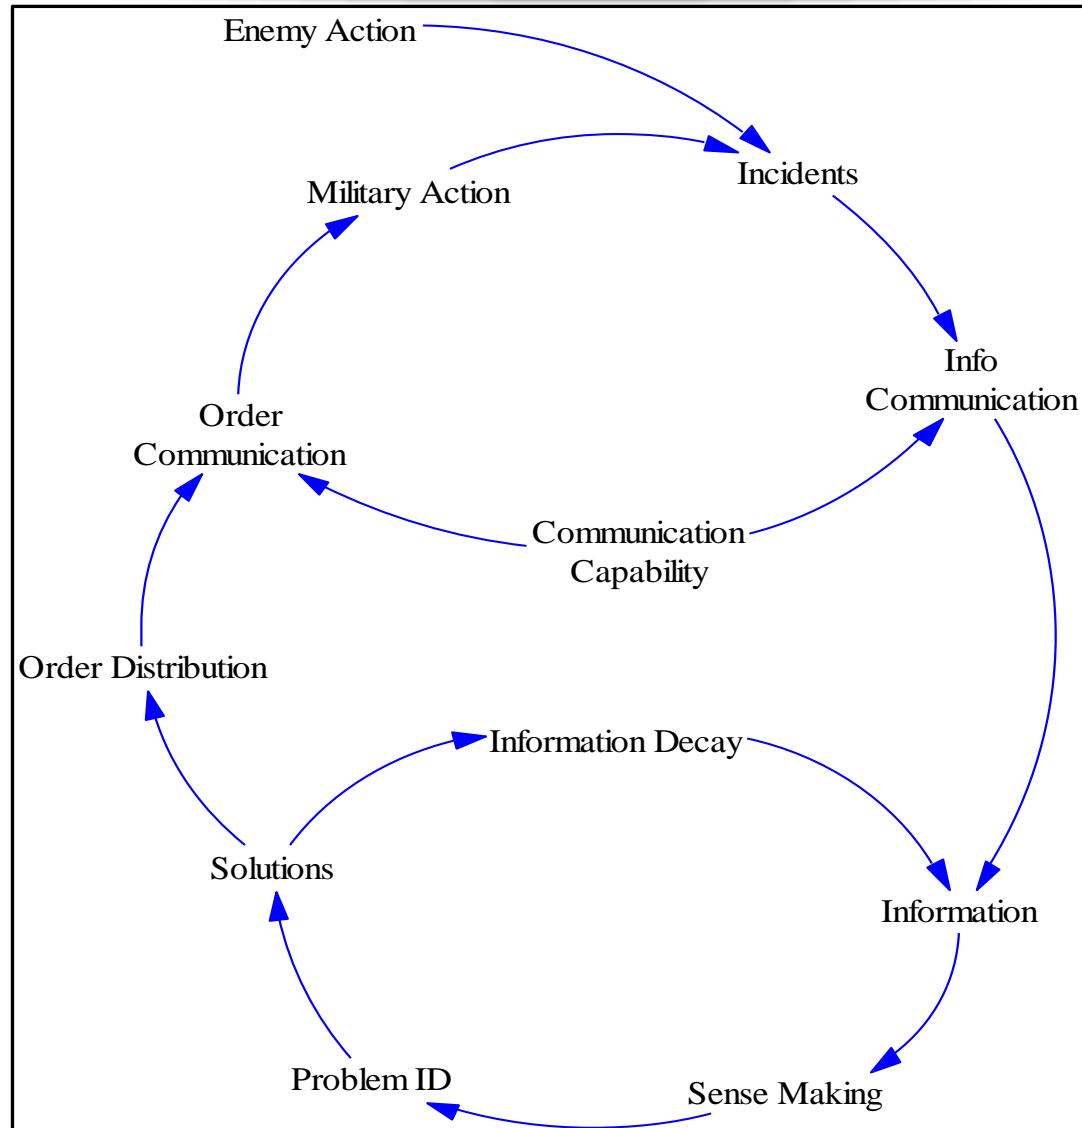 Enemy Action
Incidents
Military Action
Info
Communication
Order
Communication
Communication
Capability
Order Distribution
Information Decay
Solutions
Information
Problem ID
Sense Making